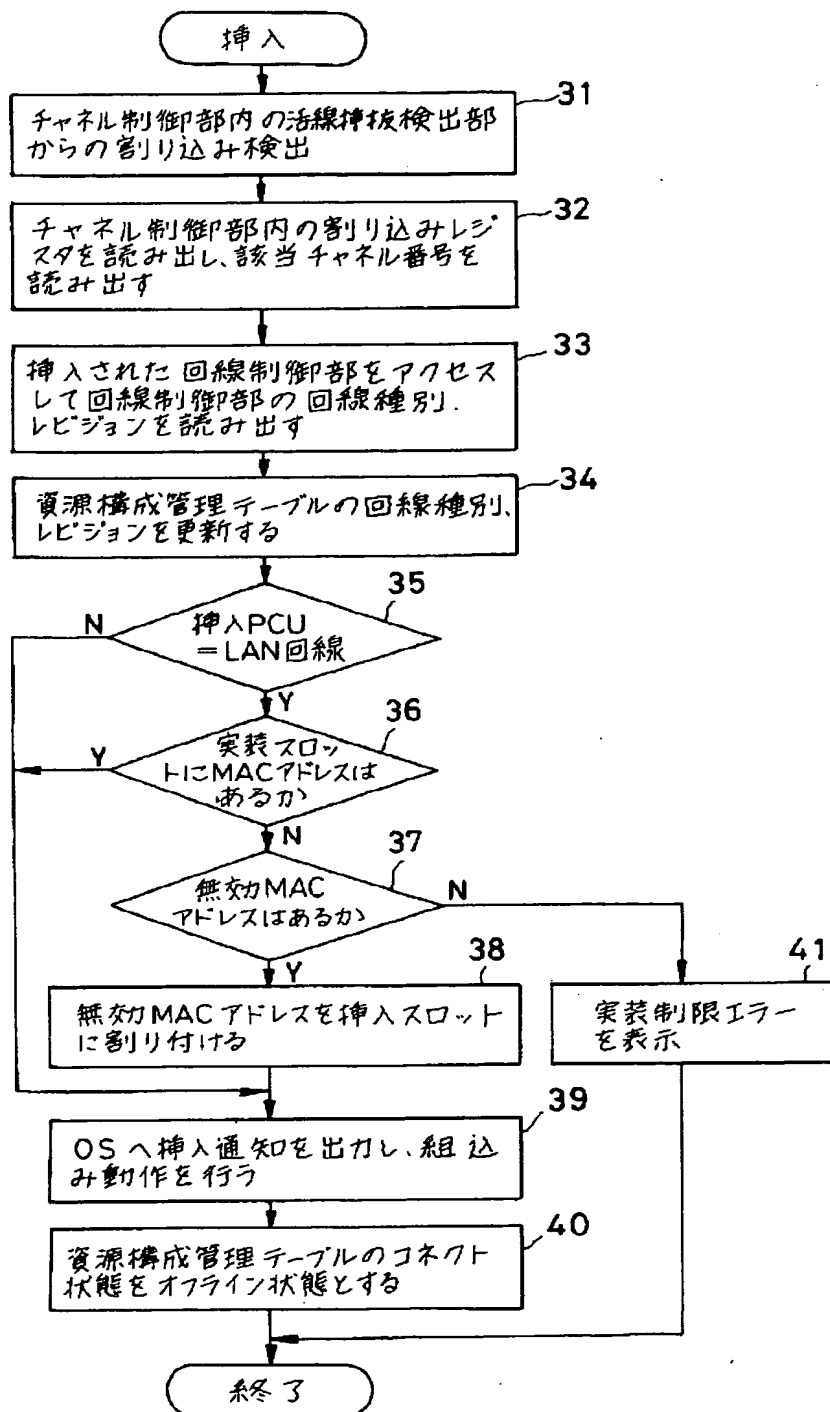 挿入
31
チャネル制御部内の活線挿抜検出部
からの割り込み検出
32
チャネル制御部内の割り込みレジ
スタを読み出し、該当チャネル番号を
読み出す
33
挿入された回線制御部をアクセス
して回線制御部の回線種別.
レビジョンを読み出す
34
資源構成管理テーブルの回線種別、
レビジョンを更新する
35
挿入PCU
=LAN回線
N
Y
36
実装スロッ
トにMACアドレスは
あるか
Y
N
37
無効MAC
アドレスはあるか
N
Y
38
無効MACアドレスを挿入スロット
に割り付ける
41
実装制限エラー
を表示
39
OSへ挿入通知を出力し、組込
み動作を行う
40
資源構成管理テーブルのコネクト
状態をオフライン状態とする
終了